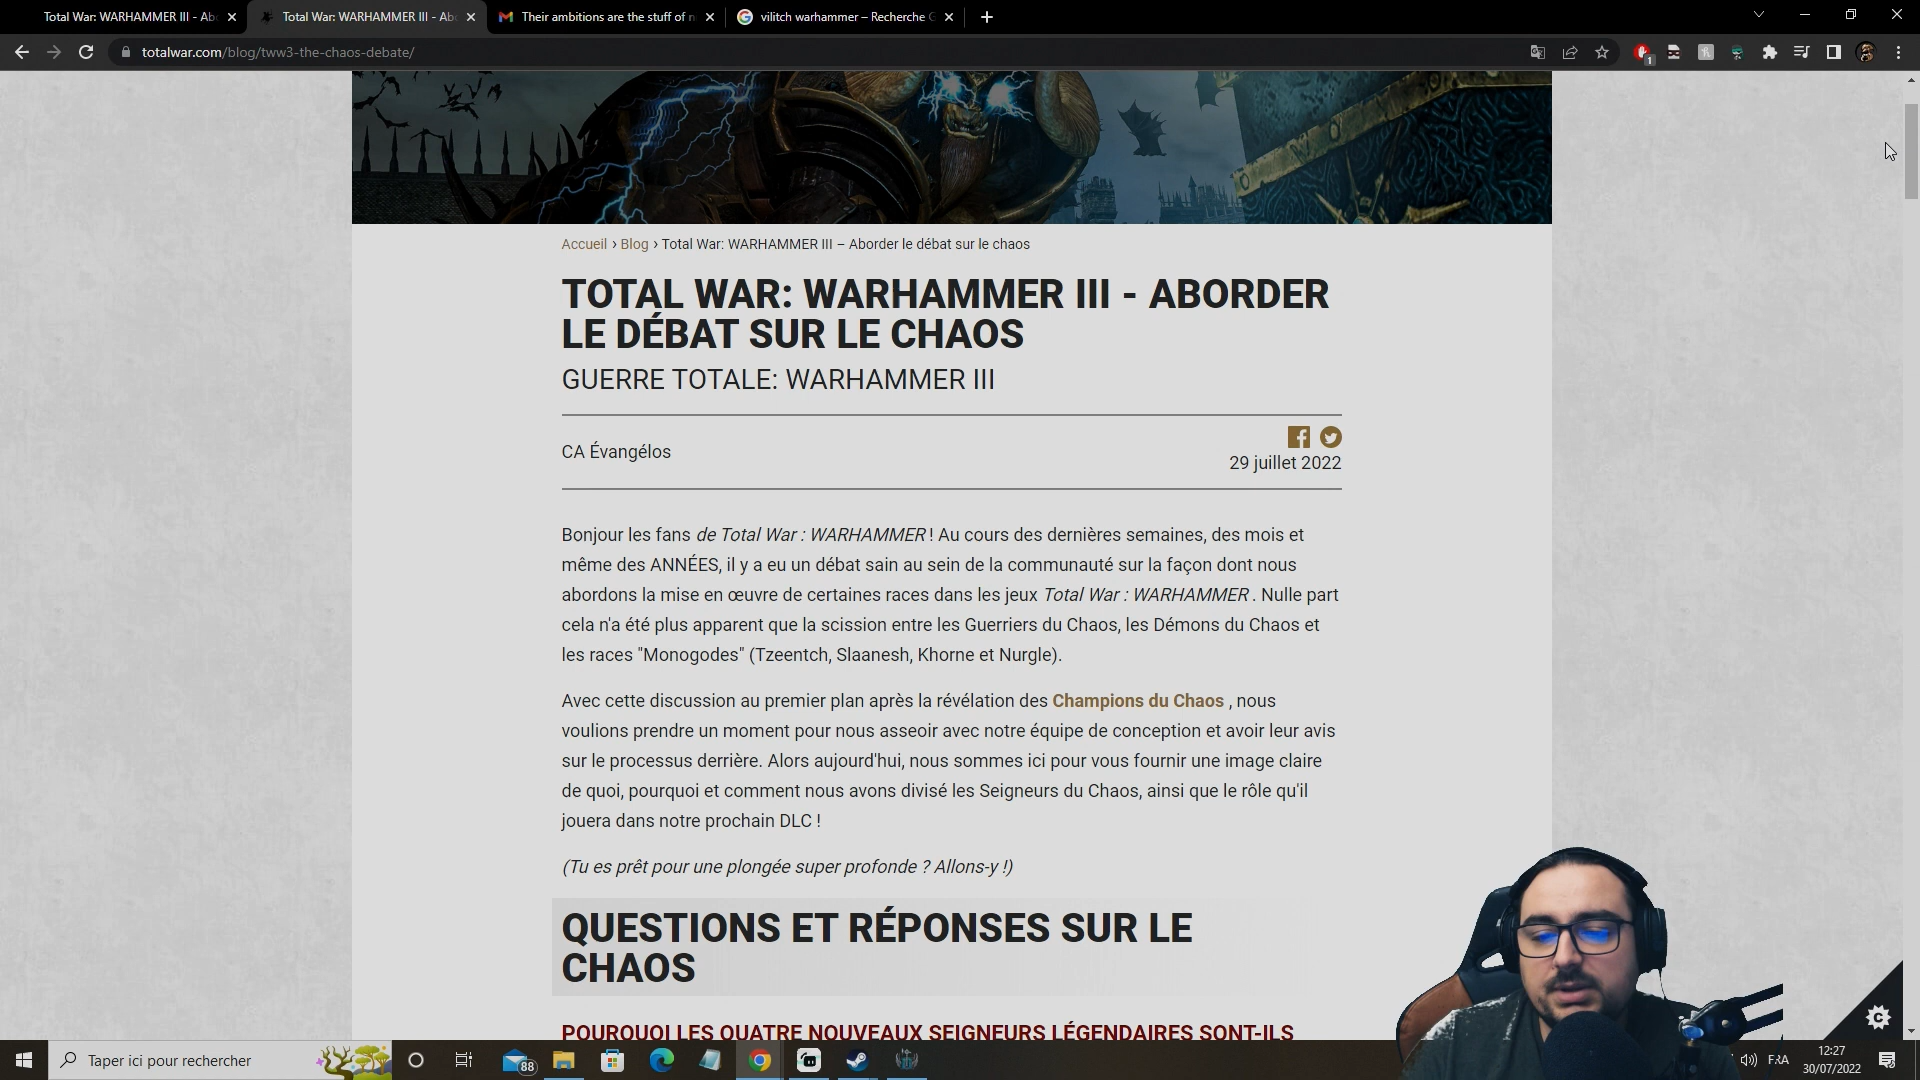 Total War: WARHAMMER III - Ab
Total War: WARHAMMER III - Abo
Their ambitions are the stuff of n
vilitch warhammer – Recherche G
totalwar.com/blog/tww3-the-chaos-debate/
1
Accueil › Blog › Total War: WARHAMMER III – Aborder le débat sur le chaos
TOTAL WAR: WARHAMMER III - ABORDER
LE DÉBAT SUR LE CHAOS
GUERRE TOTALE: WARHAMMER III
CA Évangélos
29 juillet 2022
Bonjour les fans de Total War : WARHAMMER ! Au cours des dernières semaines, des mois et
même des ANNÉES, il y a eu un débat sain au sein de la communauté sur la façon dont nous
abordons la mise en œuvre de certaines races dans les jeux Total War : WARHAMMER . Nulle part
cela n'a été plus apparent que la scission entre les Guerriers du Chaos, les Démons du Chaos et
les races "Monogodes" (Tzeentch, Slaanesh, Khorne et Nurgle).
Avec cette discussion au premier plan après la révélation des Champions du Chaos , nous
voulions prendre un moment pour nous asseoir avec notre équipe de conception et avoir leur avis
sur le processus derrière. Alors aujourd'hui, nous sommes ici pour vous fournir une image claire
de quoi, pourquoi et comment nous avons divisé les Seigneurs du Chaos, ainsi que le rôle qu'il
jouera dans notre prochain DLC !
(Tu es prêt pour une plongée super profonde ? Allons-y !)
QUESTIONS ET RÉPONSES SUR LE
CHAOS
POURQUOI LES QUATRE NOUVEAUX SEIGNEURS LÉGENDAIRES SONT-ILS
Taper ici pour rechercher
88
FRA
12:27
30/07/2022